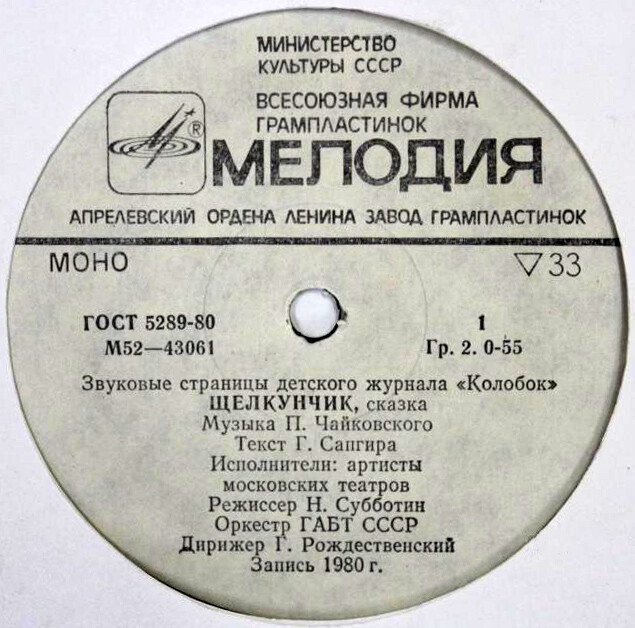 МИНИСТЕРСТВО
КУЛЬТУРЫ СССР
ВСЕСОЮЗНАЯ ФИРМА
ГРАМПЛАСТИНОК
® МЕЛОДИЯ
АПРЕЛЕВСКИЙ ОРДЕНА ЛЕНИНА ЗАВОД ГРАМПЛАСТИНОК
МОНО ▽33
ГОСТ 5289-80 1
М52—43061 Гр. 2. 0-55
Звуковые страницы детского журнала «Колобок»
ЩЕЛКУНЧИК, сказка
Музыка П. Чайковского
Текст Г. Сапгира
Исполнители: артисты
московских театров
Режиссер Н. Субботин
Оркестр ГАБТ СССР
Дирижер Г. Рождественский
Запись 1980 г.